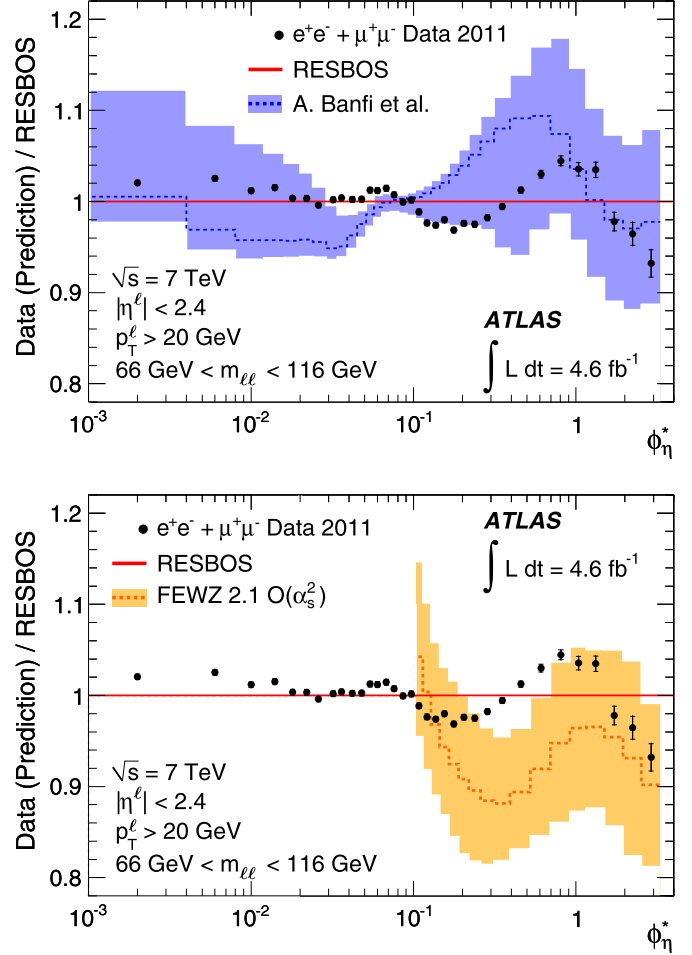 Data (Prediction) / RESBOS
1.2
1.1
1
0.9
0.8
e⁺e⁻ + μ⁺μ⁻ Data 2011
RESBOS
A. Banfi et al.
√s = 7 TeV
|η^ℓ| < 2.4
p_T^ℓ > 20 GeV
66 GeV < m_ℓℓ < 116 GeV
ATLAS
∫ L dt = 4.6 fb⁻¹
10⁻³ 10⁻² 10⁻¹ 1
ϕ*_η
Data (Prediction) / RESBOS
1.2
1.1
1
0.9
0.8
e⁺e⁻ + μ⁺μ⁻ Data 2011
RESBOS
FEWZ 2.1 O(α_s²)
ATLAS
∫ L dt = 4.6 fb⁻¹
√s = 7 TeV
|η^ℓ| < 2.4
p_T^ℓ > 20 GeV
66 GeV < m_ℓℓ < 116 GeV
10⁻³ 10⁻² 10⁻¹ 1
ϕ*_η